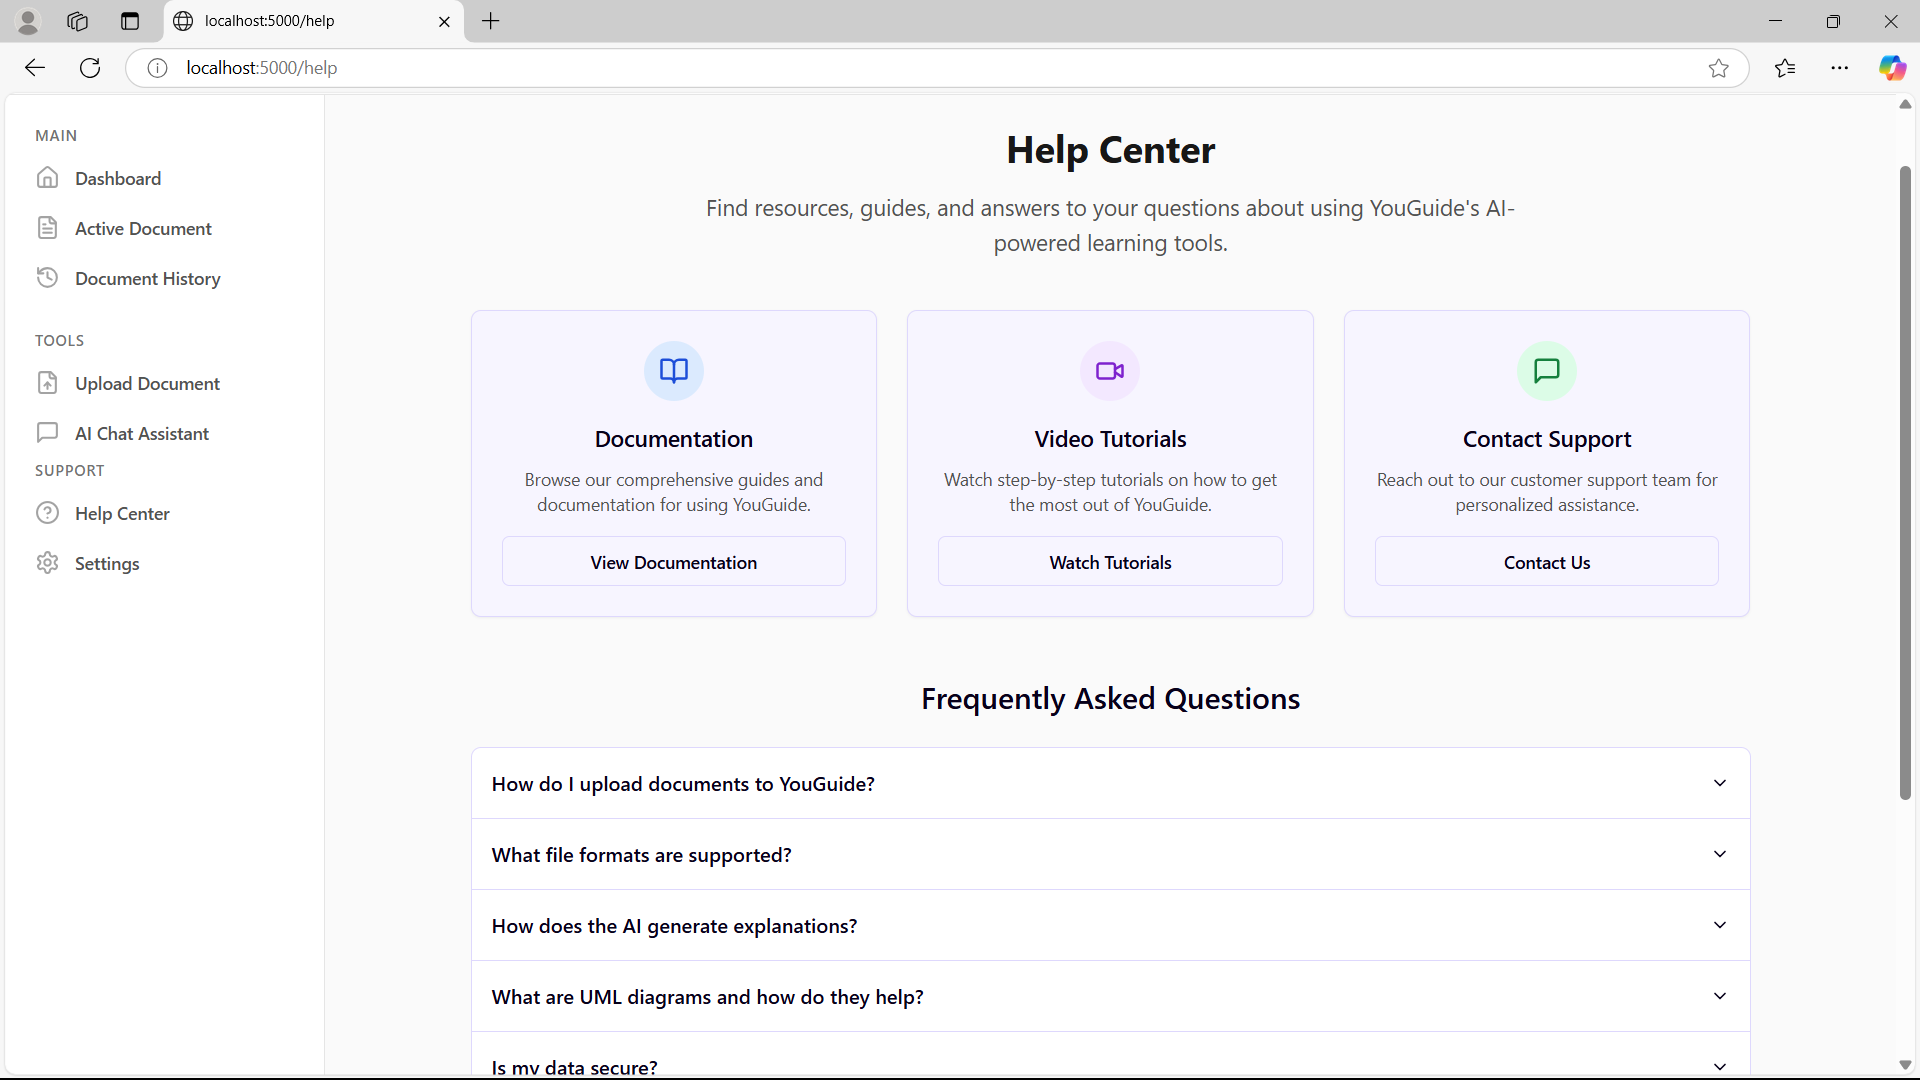 localhost:5000/help
localhost:5000/help
MAIN
Dashboard
Active Document
Document History
TOOLS
Upload Document
AI Chat Assistant
SUPPORT
Help Center
Settings
Help Center
Find resources, guides, and answers to your questions about using YouGuide's AI-
powered learning tools.
Documentation
Browse our comprehensive guides and
documentation for using YouGuide.
View Documentation
Video Tutorials
Watch step-by-step tutorials on how to get
the most out of YouGuide.
Watch Tutorials
Contact Support
Reach out to our customer support team for
personalized assistance.
Contact Us
Frequently Asked Questions
How do I upload documents to YouGuide?
What file formats are supported?
How does the AI generate explanations?
What are UML diagrams and how do they help?
Is my data secure?